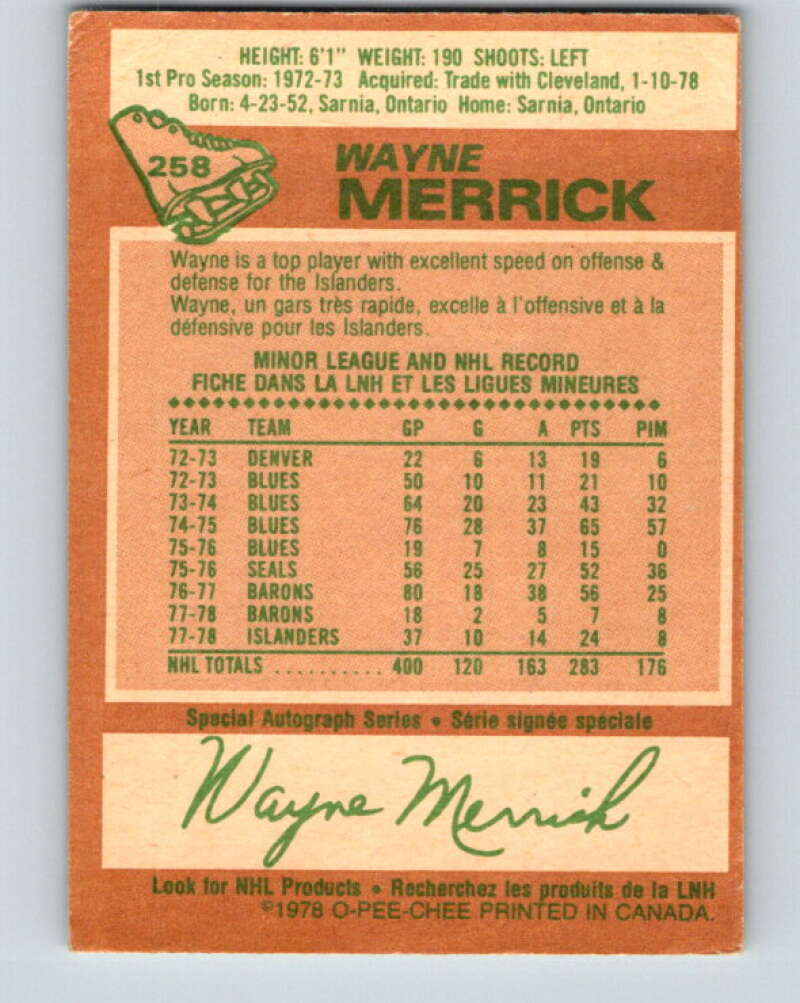 HEIGHT: 6'1" WEIGHT: 190 SHOOTS: LEFT
1st Pro Season: 1972-73 Acquired: Trade with Cleveland, 1-10-78
Born: 4-23-52, Sarnia, Ontario Home: Sarnia, Ontario
258
WAYNE
MERRICK
Wayne is a top player with excellent speed on offense &
defense for the Islanders.
Wayne, un gars très rapide, excelle à l'offensive et à la
défensive pour les Islanders.
MINOR LEAGUE AND NHL RECORD
FICHE DANS LA LNH ET LES LIGUES MINEURES
YEAR TEAM GP G A PTS PIM
72-73 DENVER 22 6 13 19 6
72-73 BLUES 50 10 11 21 10
73-74 BLUES 64 20 23 43 32
74-75 BLUES 76 28 37 65 57
75-76 BLUES 19 7 8 15 0
75-76 SEALS 56 25 27 52 36
76-77 BARONS 80 18 38 56 25
77-78 BARONS 18 2 5 7 8
77-78 ISLANDERS 37 10 14 24 8
NHL TOTALS .......... 400 120 163 283 176
Special Autograph Series • Série signée spéciale
Wayne Merrick
Look for NHL Products • Recherchez les produits de la LNH
©1978 O-PEE-CHEE PRINTED IN CANADA.